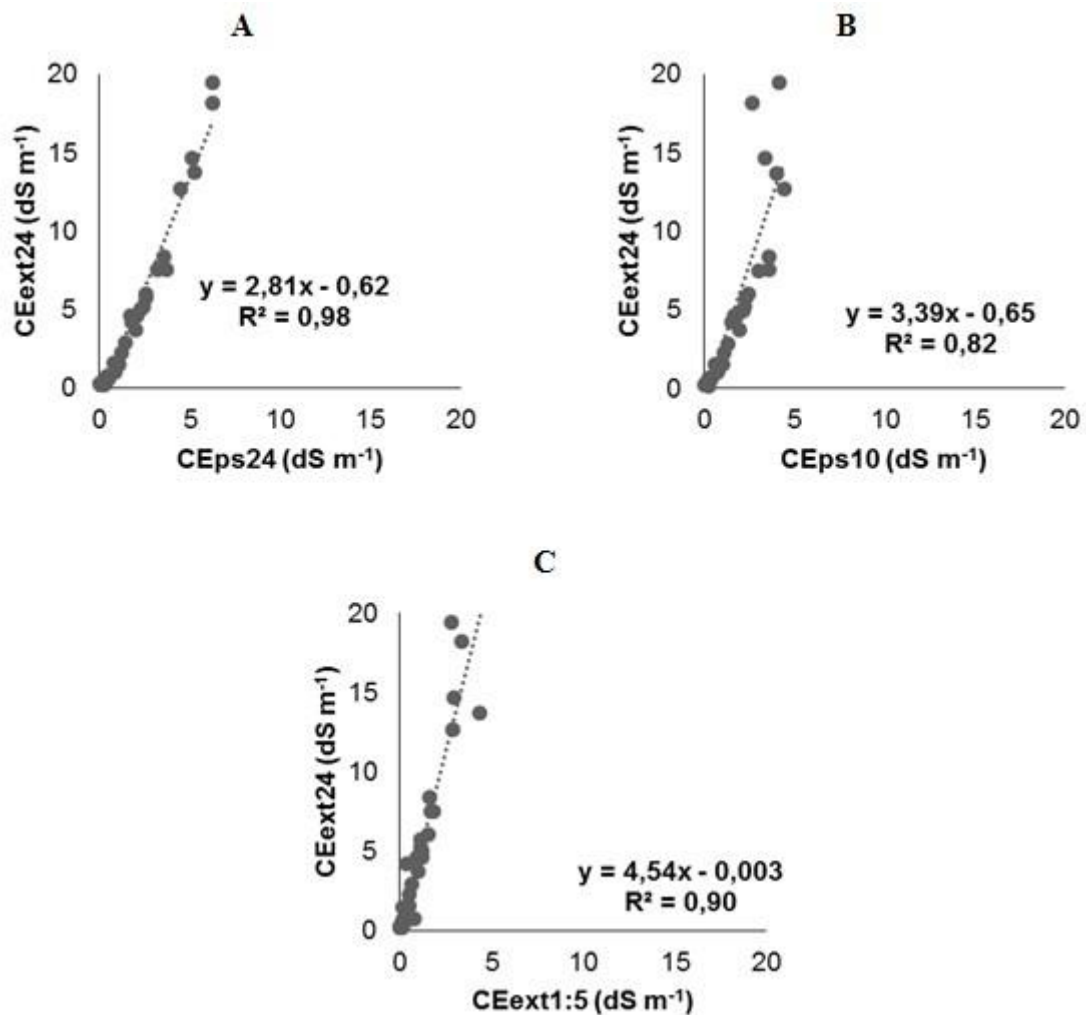 A
CEext24 (dS m⁻¹)
20
15
10
5
0
y = 2,81x - 0,62
R² = 0,98
0 5 10 15 20
CEps24 (dS m⁻¹)
B
CEext24 (dS m⁻¹)
20
15
10
5
0
y = 3,39x - 0,65
R² = 0,82
0 5 10 15 20
CEps10 (dS m⁻¹)
C
CEext24 (dS m⁻¹)
20
15
10
5
0
y = 4,54x - 0,003
R² = 0,90
0 5 10 15 20
CEext1:5 (dS m⁻¹)